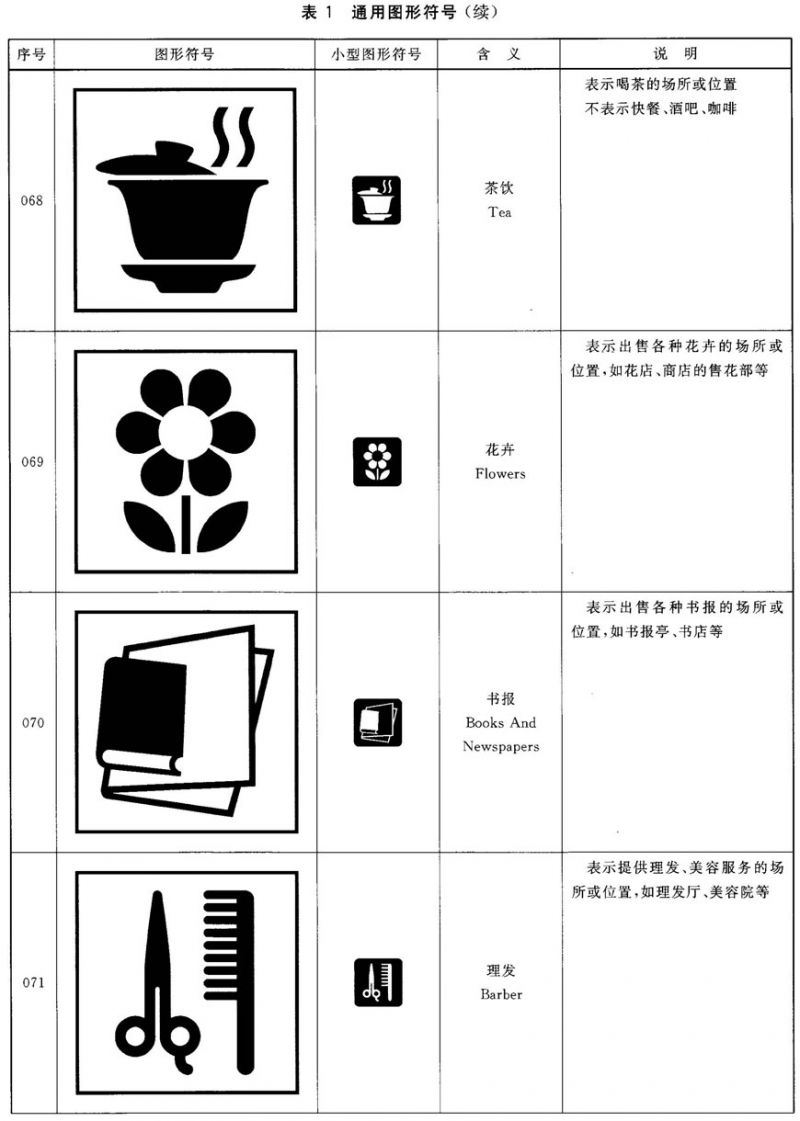 表 1 通用图形符号(续)
序号 图形符号 小型图形符号 含 义 说 明
068
茶饮
Tea
表示喝茶的场所或位置
不表示快餐、酒吧、咖啡
069
花卉
Flowers
表示出售各种花卉的场所或
位置,如花店、商店的售花部等
070
书报
Books And
Newspapers
表示出售各种书报的场所或
位置,如书报亭、书店等
071
理发
Barber
表示提供理发、美容服务的场
所或位置,如理发厅、美容院等